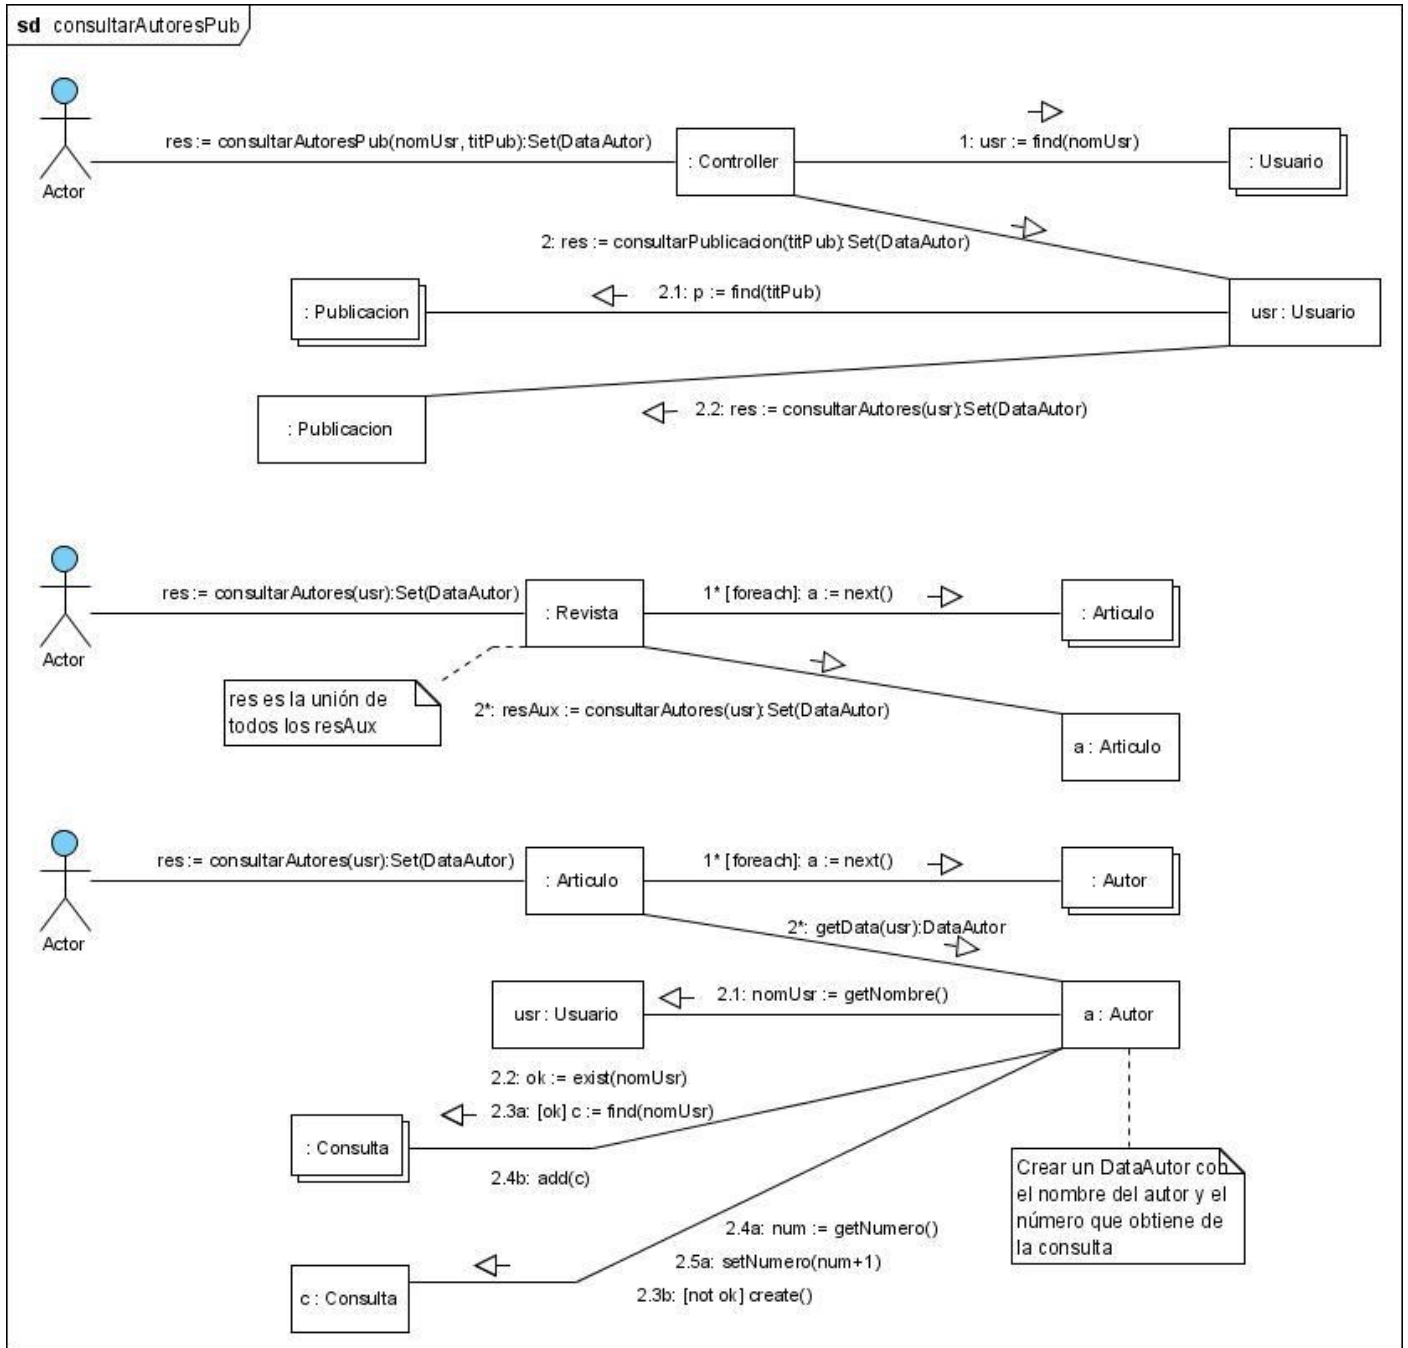 sd consultarAutoresPub
res := consultarAutoresPub(nomUsr, titPub):Set(DataAutor)
1: usr := find(nomUsr)
: Controller
: Usuario
Actor
2: res := consultarPublicacion(titPub):Set(DataAutor)
2.1: p := find(titPub)
: Publicacion
usr : Usuario
2.2: res := consultarAutores(usr):Set(DataAutor)
: Publicacion
res := consultarAutores(usr):Set(DataAutor)
1* [foreach]: a := next()
: Revista
: Articulo
Actor
res es la unión de
todos los resAux
2*: resAux := consultarAutores(usr):Set(DataAutor)
a : Articulo
res := consultarAutores(usr):Set(DataAutor)
1* [foreach]: a := next()
: Articulo
: Autor
Actor
2*: getData(usr):DataAutor
2.1: nomUsr := getNombre()
usr : Usuario
a : Autor
2.2: ok := exist(nomUsr)
2.3a: [ok] c := find(nomUsr)
: Consulta
2.4b: add(c)
Crear un DataAutor con
el nombre del autor y el
número que obtiene de
la consulta
2.4a: num := getNumero()
2.5a: setNumero(num+1)
2.3b: [not ok] create()
c : Consulta